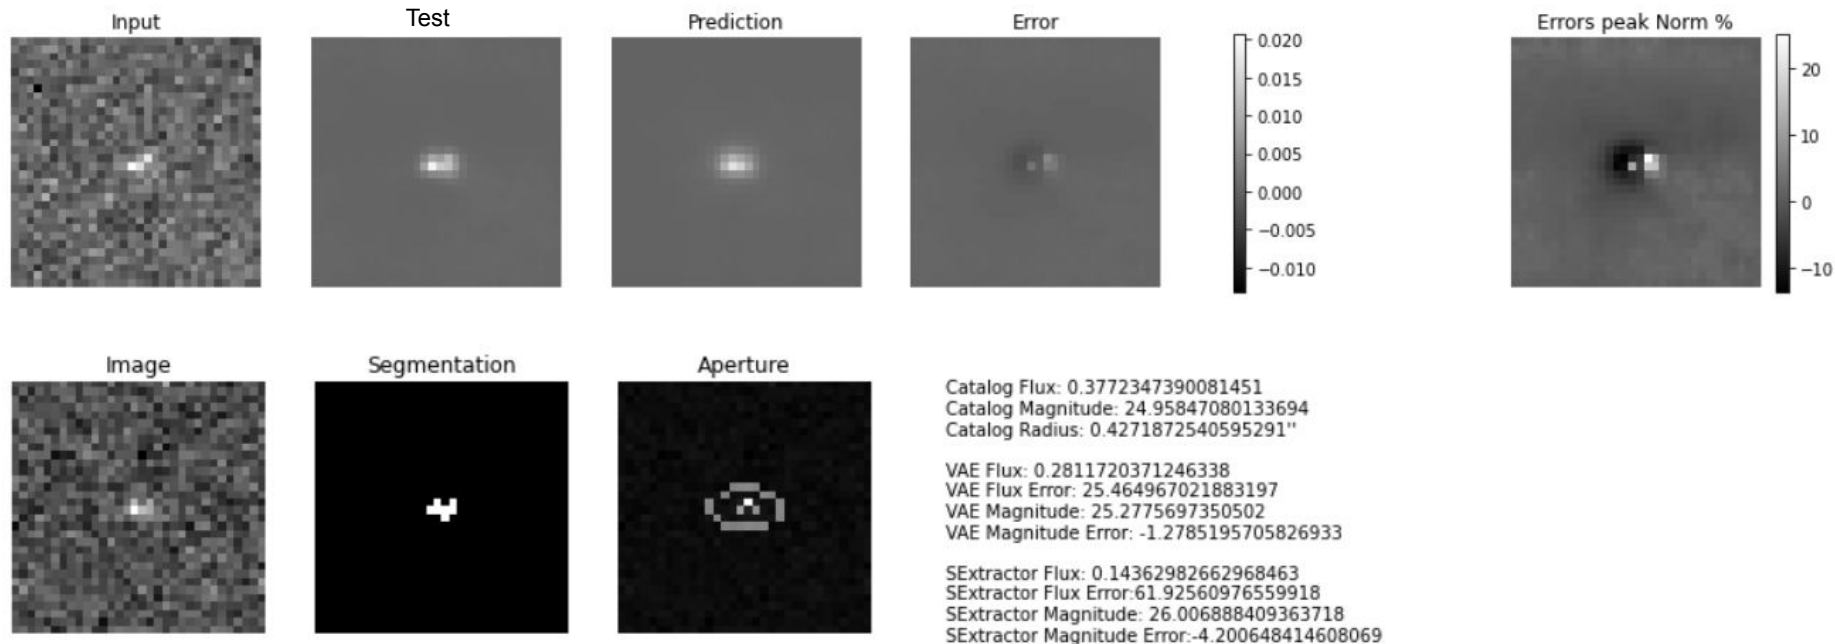 Input
Test
Prediction
Error
Errors peak Norm %
0.020
0.015
0.010
0.005
0.000
−0.005
−0.010
20
10
0
−10
Image
Segmentation
Aperture
Catalog Flux: 0.3772347390081451
Catalog Magnitude: 24.95847080133694
Catalog Radius: 0.4271872540595291''
VAE Flux: 0.2811720371246338
VAE Flux Error: 25.464967021883197
VAE Magnitude: 25.2775697350502
VAE Magnitude Error: -1.2785195705826933
SExtractor Flux: 0.14362982662968463
SExtractor Flux Error:61.92560976559918
SExtractor Magnitude: 26.006888409363718
SExtractor Magnitude Error:-4.200648414608069